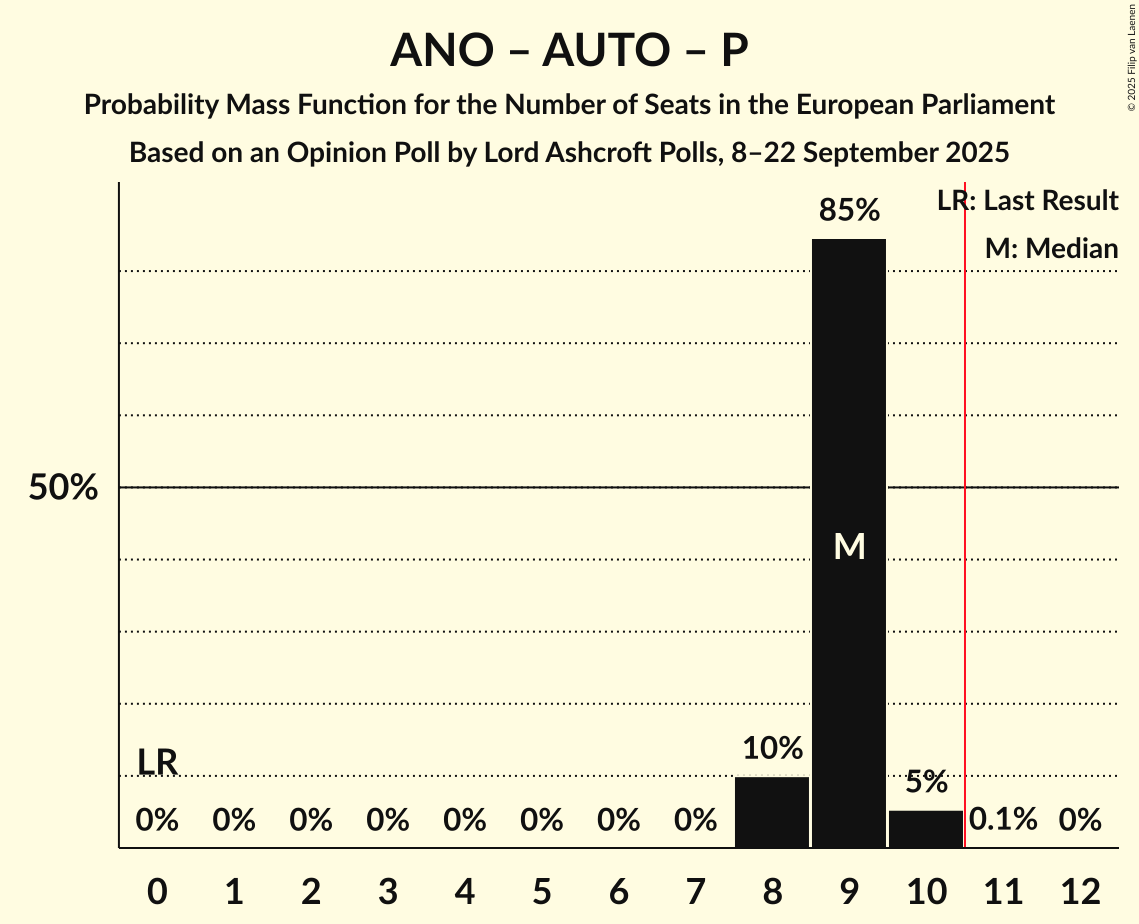 ANO – AUTO – P
Probability Mass Function for the Number of Seats in the European Parliament
Based on an Opinion Poll by Lord Ashcroft Polls, 8–22 September 2025
© 2025 Filip van Laenen
LR: Last Result
M: Median
85%
50%
M
LR
10%
5%
0% 0% 0% 0% 0% 0% 0% 0% 0.1% 0%
0 1 2 3 4 5 6 7 8 9 10 11 12